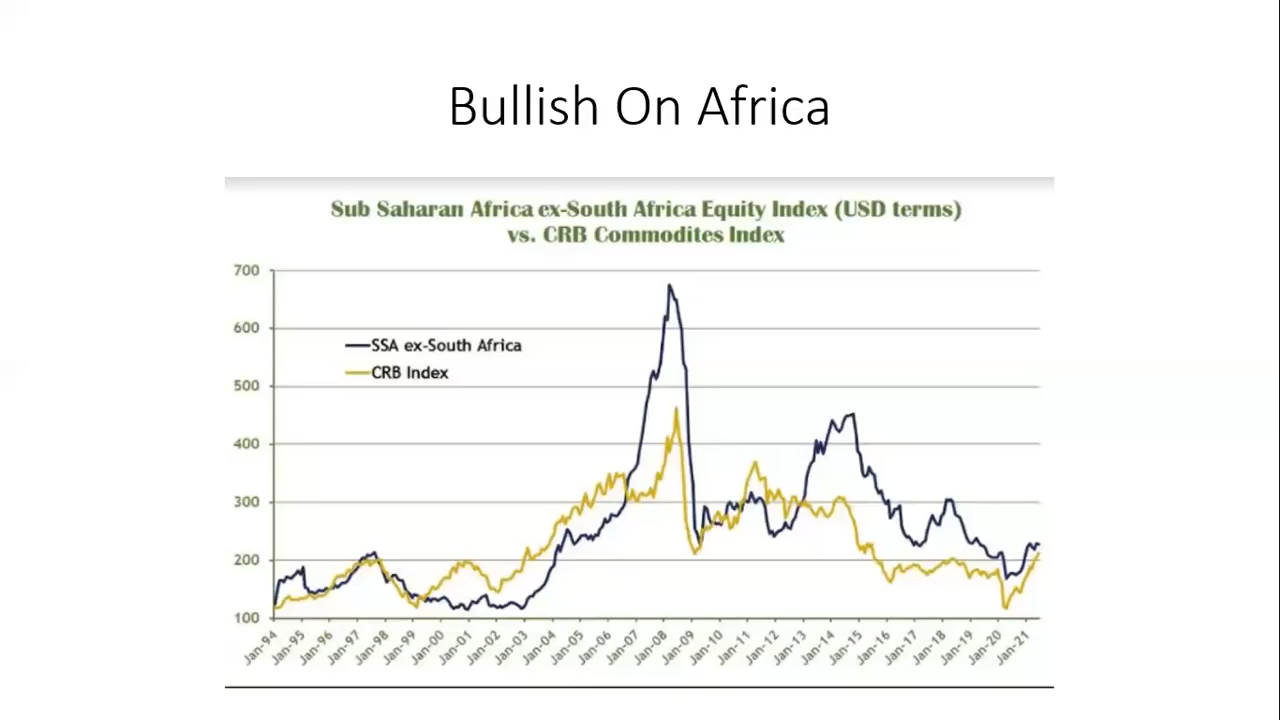 Bullish On Africa
Sub Saharan Africa ex-South Africa Equity Index (USD terms)
vs. CRB Commodites Index
700
600
500
400
300
200
100
SSA ex-South Africa
CRB Index
Jan-94
Jan-95
Jan-96
Jan-97
Jan-98
Jan-99
Jan-00
Jan-01
Jan-02
Jan-03
Jan-04
Jan-05
Jan-06
Jan-07
Jan-08
Jan-09
Jan-10
Jan-11
Jan-12
Jan-13
Jan-14
Jan-15
Jan-16
Jan-17
Jan-18
Jan-19
Jan-20
Jan-21